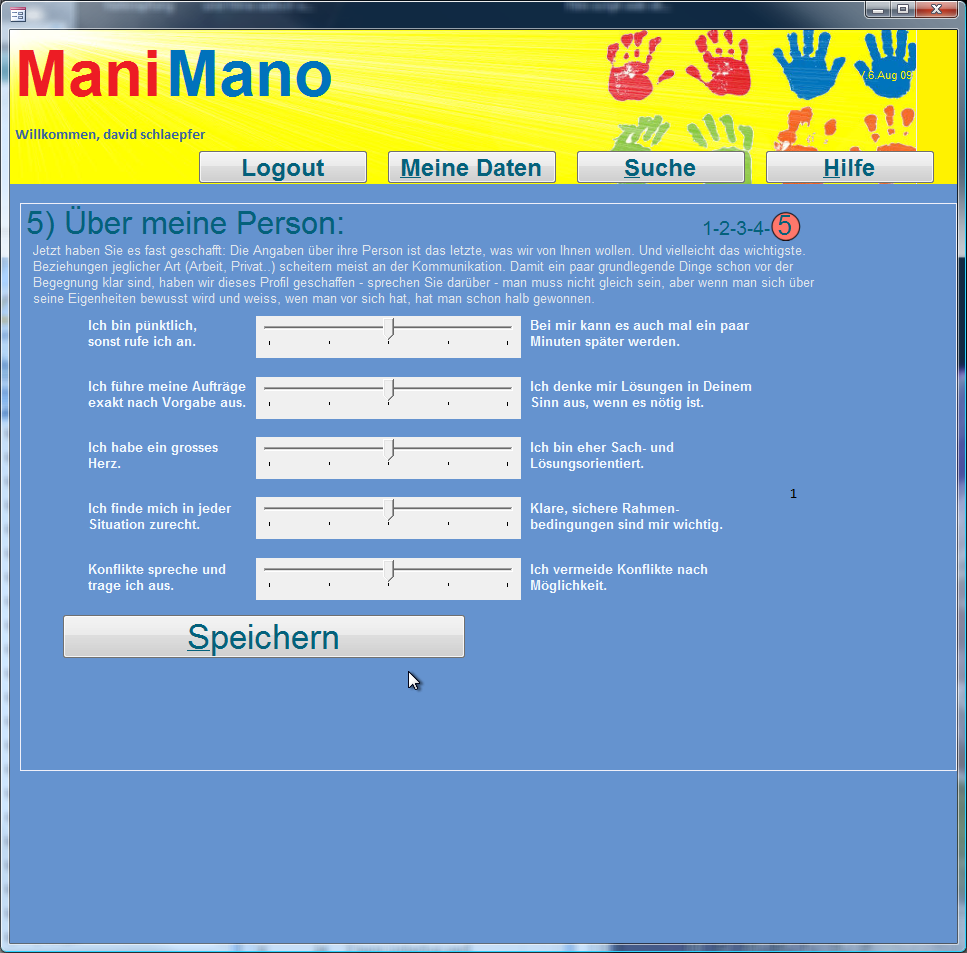 ManiMano
V.6.Aug 09
Willkommen, david schlaepfer
Logout
Meine Daten
Suche
Hilfe
5) Über meine Person:
1-2-3-4-5
Jetzt haben Sie es fast geschafft: Die Angaben über ihre Person ist das letzte, was wir von Ihnen wollen. Und vielleicht das wichtigste.
Beziehungen jeglicher Art (Arbeit, Privat..) scheitern meist an der Kommunikation. Damit ein paar grundlegende Dinge schon vor der
Begegnung klar sind, haben wir dieses Profil geschaffen - sprechen Sie darüber - man muss nicht gleich sein, aber wenn man sich über
seine Eigenheiten bewusst wird und weiss, wen man vor sich hat, hat man schon halb gewonnen.
Ich bin pünktlich,
sonst rufe ich an.
Bei mir kann es auch mal ein paar
Minuten später werden.
Ich führe meine Aufträge
exakt nach Vorgabe aus.
Ich denke mir Lösungen in Deinem
Sinn aus, wenn es nötig ist.
Ich habe ein grosses
Herz.
Ich bin eher Sach- und
Lösungsorientiert.
1
Ich finde mich in jeder
Situation zurecht.
Klare, sichere Rahmen-
bedingungen sind mir wichtig.
Konflikte spreche und
trage ich aus.
Ich vermeide Konflikte nach
Möglichkeit.
Speichern